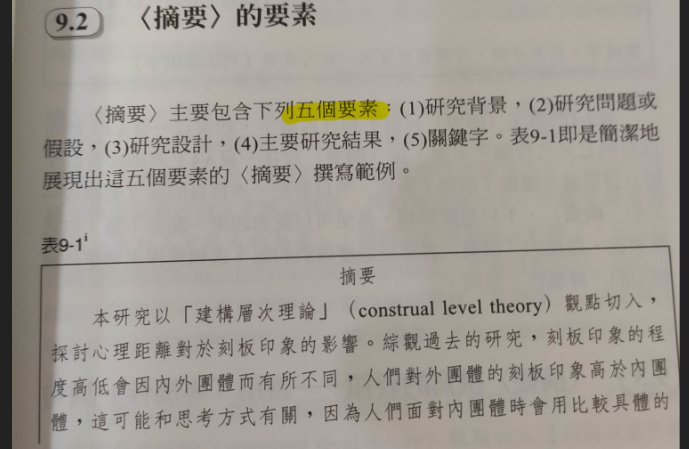 9.2 〈摘要〉的要素
〈摘要〉主要包含下列五個要素：(1)研究背景，(2)研究問題或
假設，(3)研究設計，(4)主要研究結果，(5)關鍵字。表9-1即是簡潔地
展現出這五個要素的〈摘要〉撰寫範例。
表9-1i
摘要
本研究以「建構層次理論」（construal level theory）觀點切入，
探討心理距離對於刻板印象的影響。綜觀過去的研究，刻板印象的程
度高低會因內外團體而有所不同，人們對外團體的刻板印象高於內團
體，這可能和思考方式有關，因為人們面對內團體時會用比較具體的